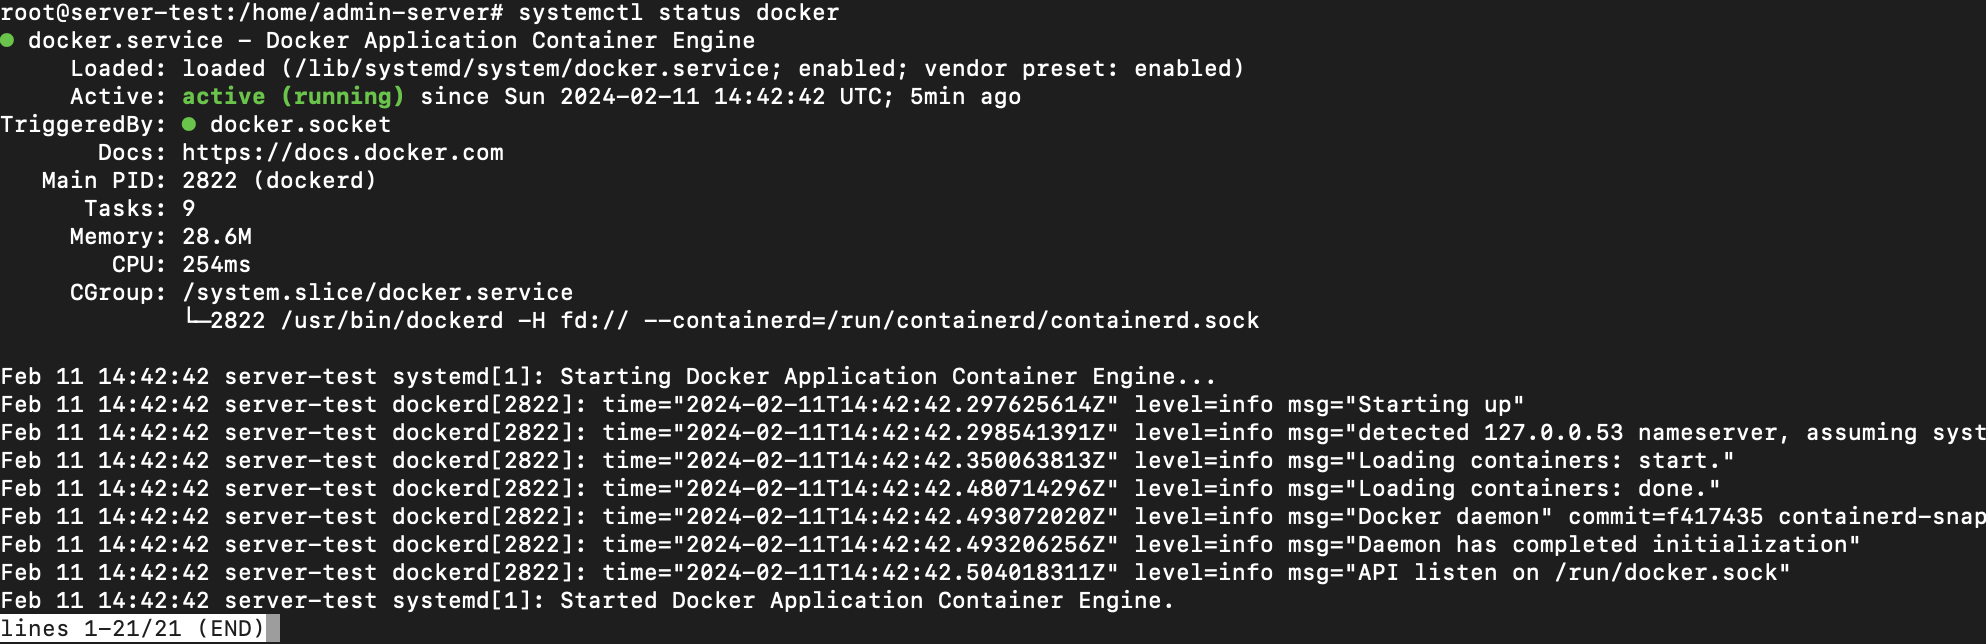 root@server-test:/home/admin-server# systemctl status docker
● docker.service - Docker Application Container Engine
     Loaded: loaded (/lib/systemd/system/docker.service; enabled; vendor preset: enabled)
     Active: active (running) since Sun 2024-02-11 14:42:42 UTC; 5min ago
TriggeredBy: ● docker.socket
       Docs: https://docs.docker.com
   Main PID: 2822 (dockerd)
      Tasks: 9
     Memory: 28.6M
        CPU: 254ms
     CGroup: /system.slice/docker.service
             └─2822 /usr/bin/dockerd -H fd:// --containerd=/run/containerd/containerd.sock

Feb 11 14:42:42 server-test systemd[1]: Starting Docker Application Container Engine...
Feb 11 14:42:42 server-test dockerd[2822]: time="2024-02-11T14:42:42.297625614Z" level=info msg="Starting up"
Feb 11 14:42:42 server-test dockerd[2822]: time="2024-02-11T14:42:42.298541391Z" level=info msg="detected 127.0.0.53 nameserver, assuming syst
Feb 11 14:42:42 server-test dockerd[2822]: time="2024-02-11T14:42:42.350063813Z" level=info msg="Loading containers: start."
Feb 11 14:42:42 server-test dockerd[2822]: time="2024-02-11T14:42:42.480714296Z" level=info msg="Loading containers: done."
Feb 11 14:42:42 server-test dockerd[2822]: time="2024-02-11T14:42:42.493072020Z" level=info msg="Docker daemon" commit=f417435 containerd-snap
Feb 11 14:42:42 server-test dockerd[2822]: time="2024-02-11T14:42:42.493206256Z" level=info msg="Daemon has completed initialization"
Feb 11 14:42:42 server-test dockerd[2822]: time="2024-02-11T14:42:42.504018311Z" level=info msg="API listen on /run/docker.sock"
Feb 11 14:42:42 server-test systemd[1]: Started Docker Application Container Engine.
lines 1-21/21 (END)